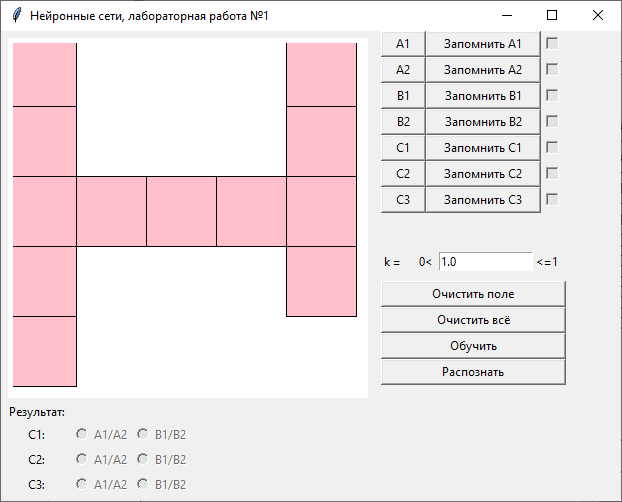 Нейронные сети, лабораторная работа №1
A1 Запомнить A1
A2 Запомнить A2
B1 Запомнить B1
B2 Запомнить B2
C1 Запомнить C1
C2 Запомнить C2
C3 Запомнить C3
k = 0< 1.0 <=1
Очистить поле
Очистить всё
Обучить
Распознать
Результат:
C1: A1/A2 B1/B2
C2: A1/A2 B1/B2
C3: A1/A2 B1/B2